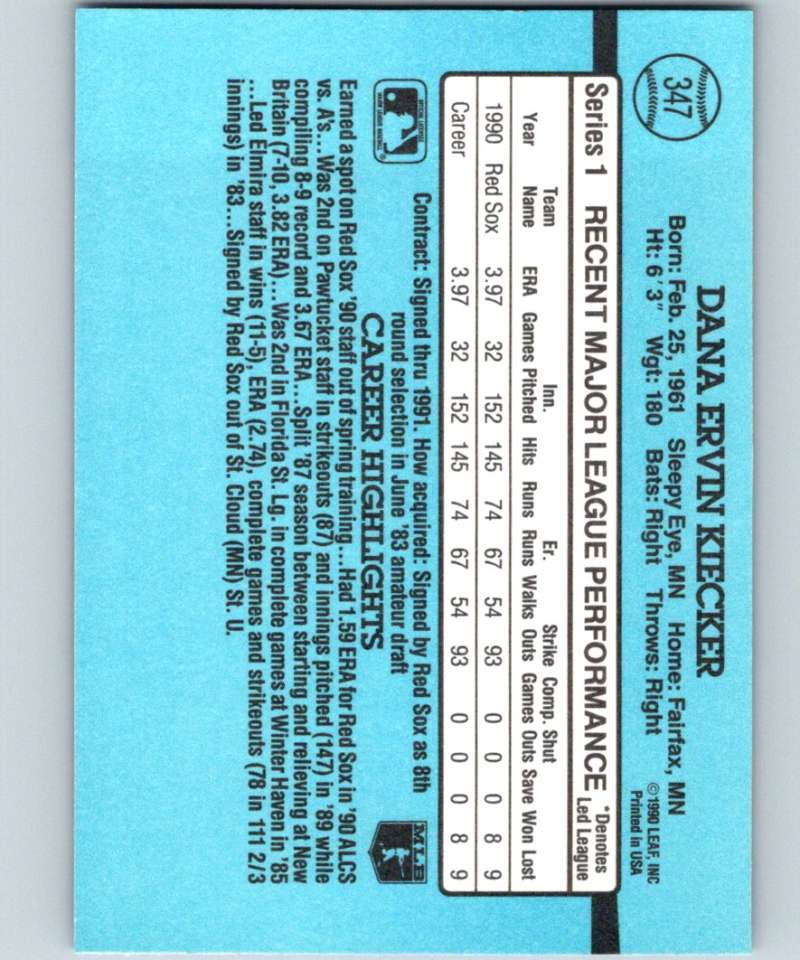 347
DANA ERVIN KIECKER
Born: Feb. 25, 1961 Sleepy Eye, MN Home: Fairfax, MN
Ht: 6'3" Wgt: 180 Bats: Right Throws: Right
©1990 LEAF, INC
Printed in USA
Series 1 RECENT MAJOR LEAGUE PERFORMANCE *Denotes Led League
Team Inn. Er. Strike Comp. Shut
Year Name ERA Games Pitched Hits Runs Runs Walks Outs Games Outs Save Won Lost
1990 Red Sox 3.97 32 152 145 74 67 54 93 0 0 0 8 9
Career 3.97 32 152 145 74 67 54 93 0 0 0 8 9
Contract: Signed thru 1991. How acquired: Signed by Red Sox as 8th
round selection in June '83 amateur draft
MLB
CAREER HIGHLIGHTS
Earned a spot on Red Sox '90 staff out of spring training...Had 1.59 ERA for Red Sox in '90 ALCS
vs. A's...Was 2nd on Pawtucket staff in strikeouts (87) and innings pitched (147) in '89 while
compiling 8-9 record and 3.67 ERA...Split '87 season between starting and relieving at New
Britain (7-10, 3.82 ERA)...Was 2nd in Florida St. Lg. in complete games at Winter Haven in '85
...Led Elmira staff in wins (11-5), ERA (2.74), complete games and strikeouts (78 in 111 2/3
innings) in '83...Signed by Red Sox out of St. Cloud (MN) St. U.